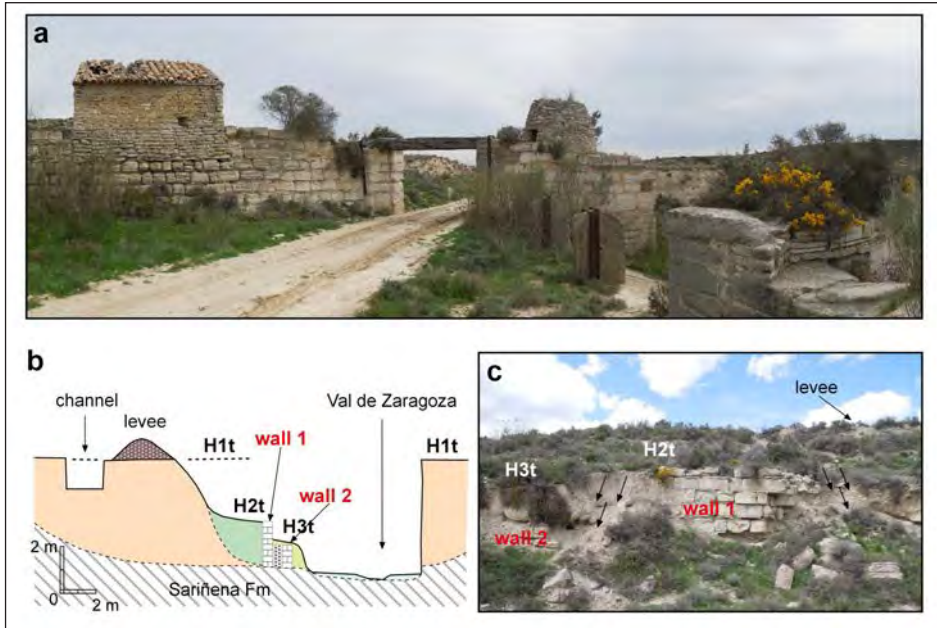 a
b
channel
levee
Val de Zaragoza
H1t
wall 1
H1t
H2t
wall 2
H3t
2 m
0
2 m
Sariñena Fm
c
levee
H2t
H3t
wall 1
wall 2